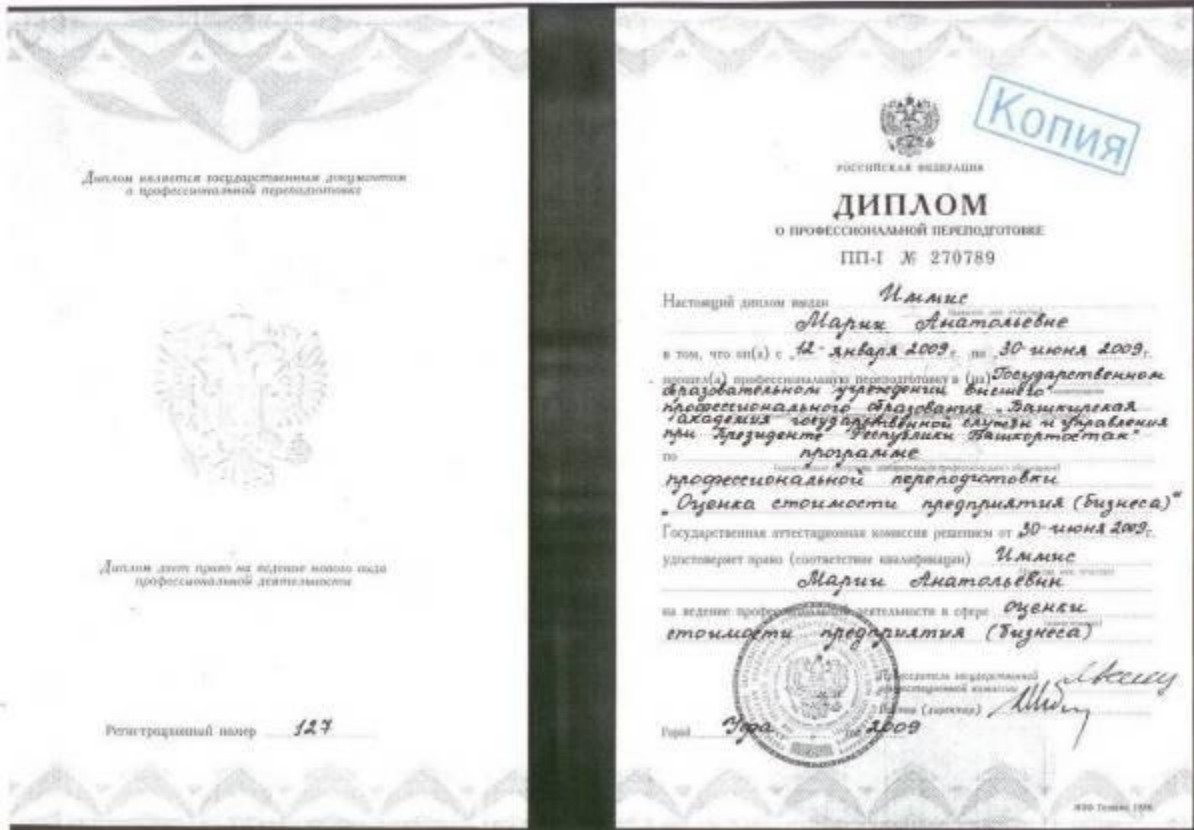 Диплом является государственным документом
о профессиональной переподготовке
Диплом дает право на ведение нового вида
профессиональной деятельности
Регистрационный номер 127
Копия
РОССИЙСКАЯ ФЕДЕРАЦИЯ
ДИПЛОМ
О ПРОФЕССИОНАЛЬНОЙ ПЕРЕПОДГОТОВКЕ
ПП-I № 270789
Настоящий диплом выдан Иммис
Марии Анатольевне
в том, что он(а) с „12“ января 2009г. по „30“ июня 2009г.
прошел(а) профессиональную переподготовку в (на) Государственном
образовательном учреждении высшего
профессионального образования „Башкирская
академия государственной службы и управления
при Президенте Республики Башкортостан“
по программе
профессиональной переподготовки
„Оценка стоимости предприятия (бизнеса)“
Государственная аттестационная комиссия решением от „30“ июня 2009г.
удостоверяет право (соответствие квалификации) Иммис
Марии Анатольевны
на ведение профессиональной деятельности в сфере оценки
стоимости предприятия (бизнеса)
Председатель государственной
аттестационной комиссии
Ректор (директор)
Город Уфа год 2009